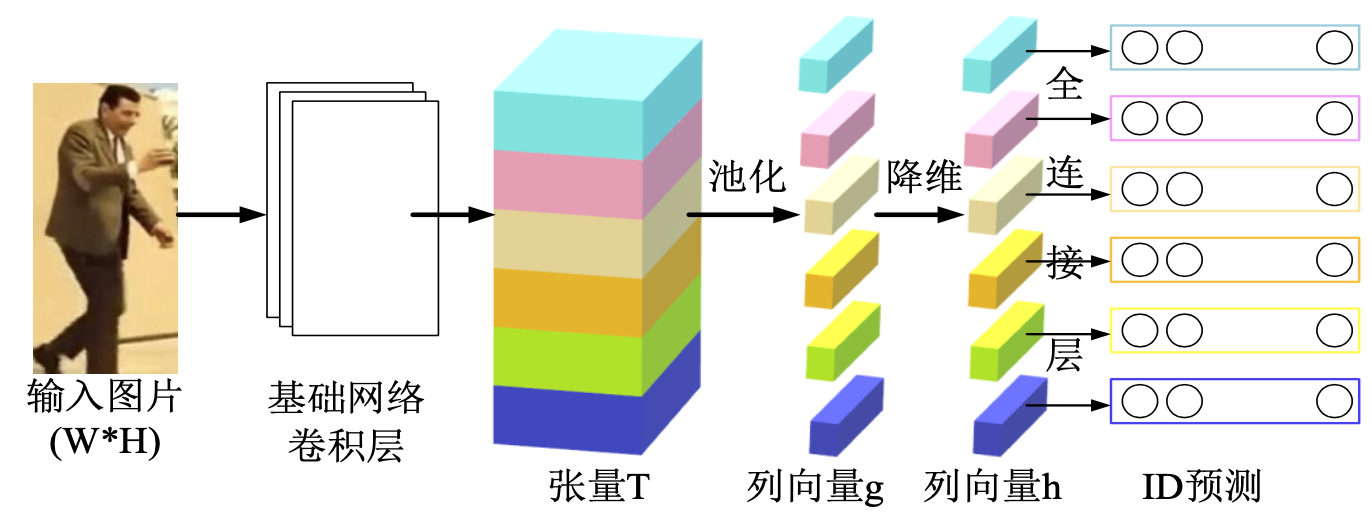 输入图片
(W*H)
基础网络
卷积层
张量T
池化
列向量g
降维
列向量h
全
连
接
层
ID预测